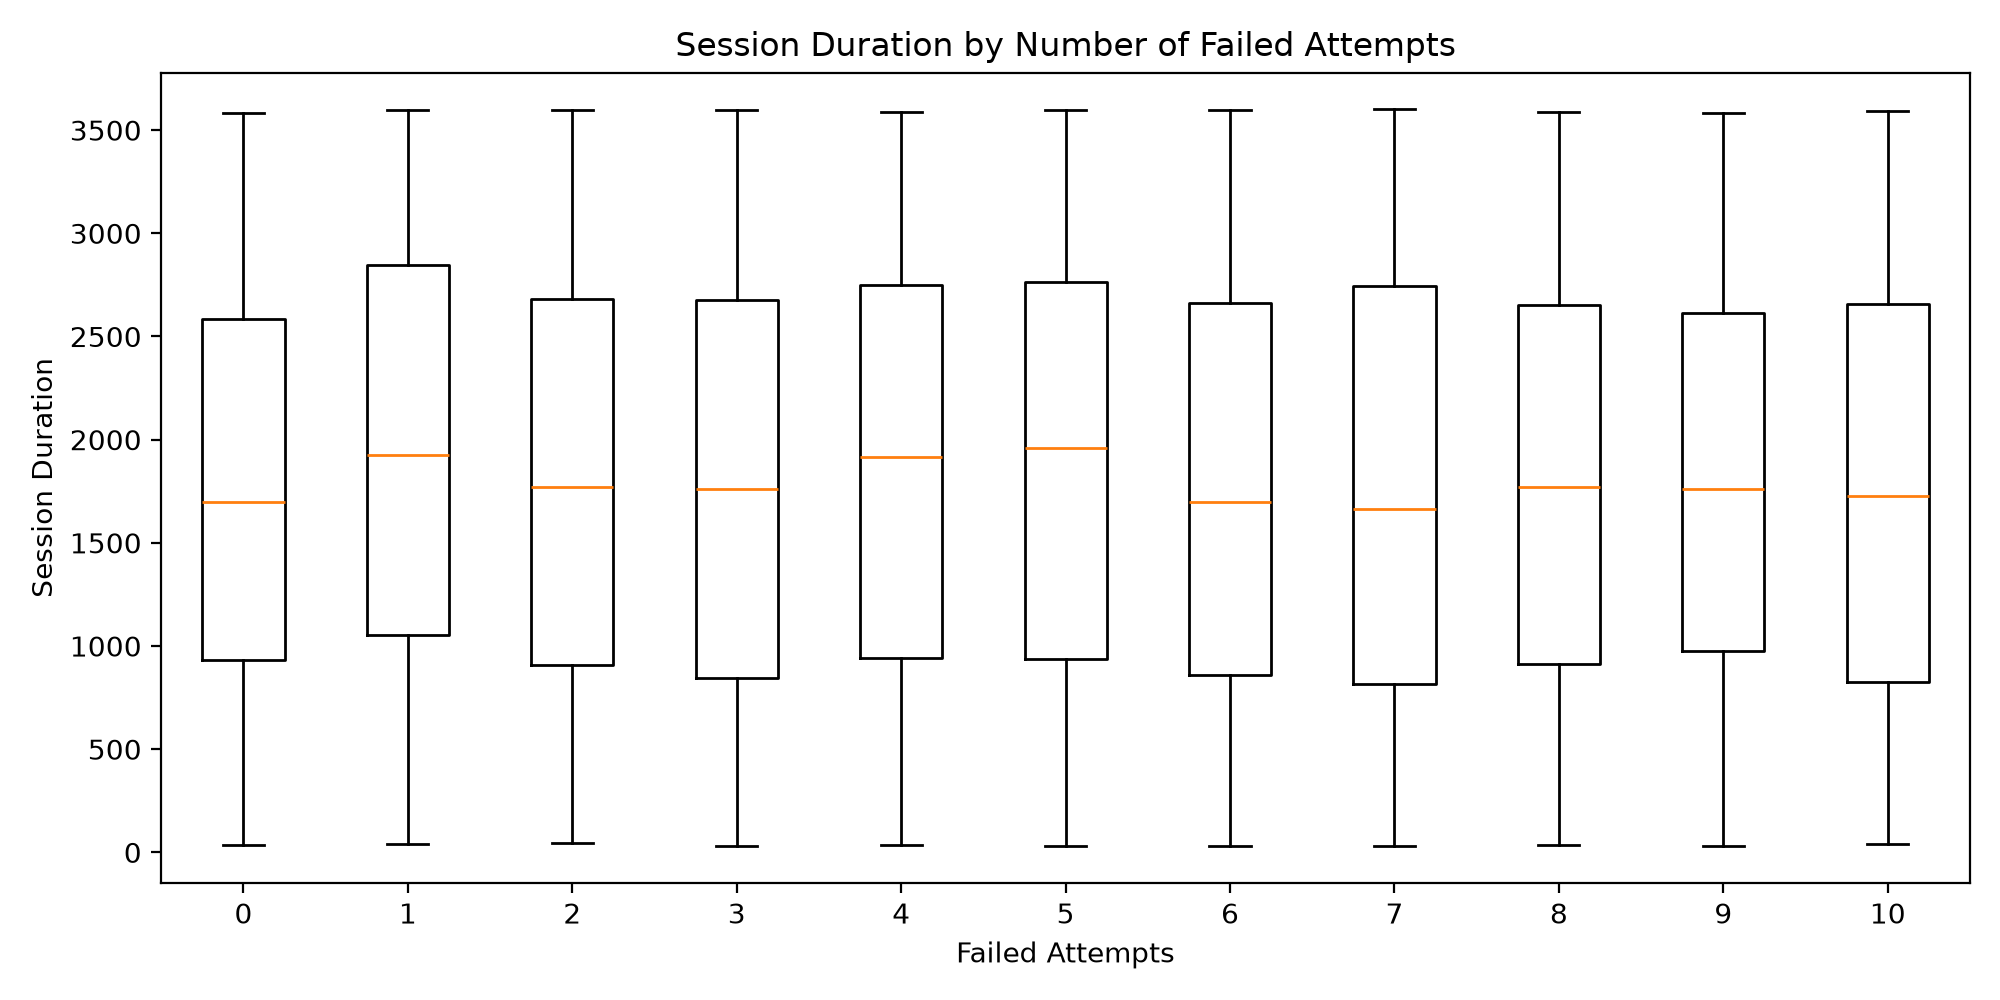 Session Duration by Number of Failed Attempts
Session Duration
3500
3000
2500
2000
1500
1000
500
0
0 1 2 3 4 5 6 7 8 9 10
Failed Attempts